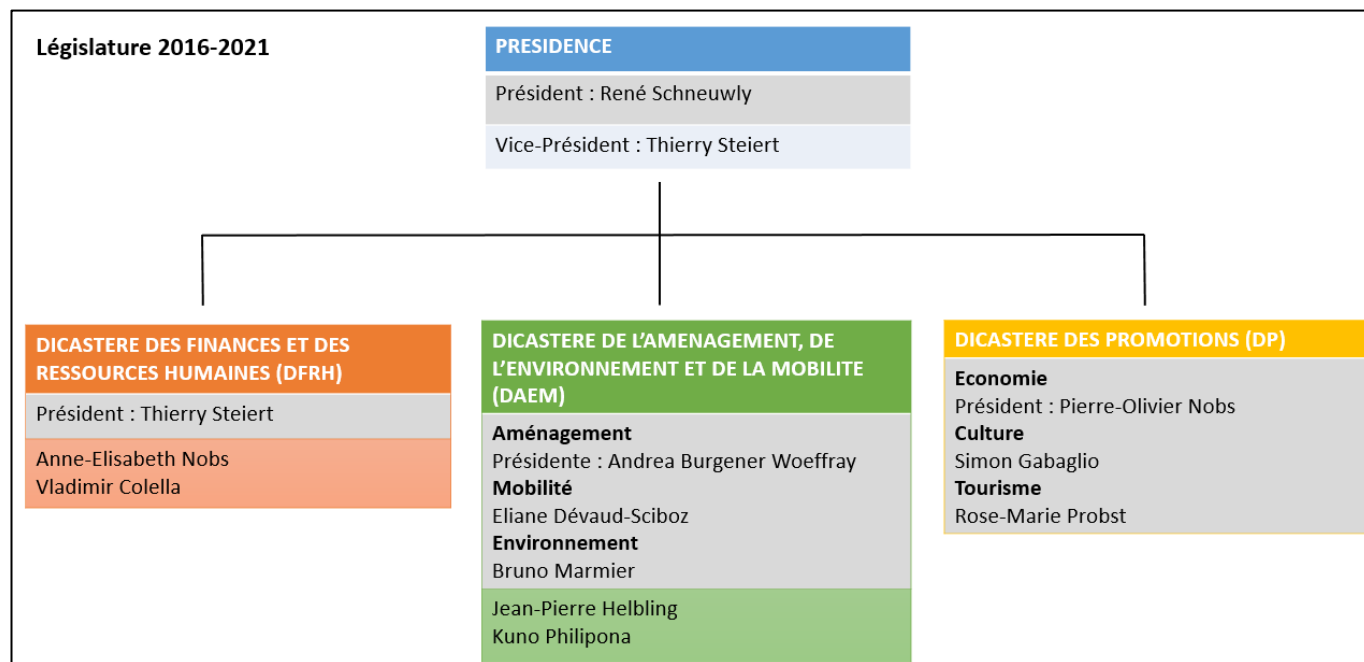 Législature 2016-2021
PRESIDENCE
Président : René Schneuwly
Vice-Président : Thierry Steiert
DICASTERE DES FINANCES ET DES
RESSOURCES HUMAINES (DFRH)
Président : Thierry Steiert
Anne-Elisabeth Nobs
Vladimir Colella
DICASTERE DE L’AMENAGEMENT, DE
L’ENVIRONNEMENT ET DE LA MOBILITE
(DAEM)
Aménagement
Présidente : Andrea Burgener Woeffray
Mobilité
Eliane Dévaud-Sciboz
Environnement
Bruno Marmier
Jean-Pierre Helbling
Kuno Philipona
DICASTERE DES PROMOTIONS (DP)
Economie
Président : Pierre-Olivier Nobs
Culture
Simon Gabaglio
Tourisme
Rose-Marie Probst